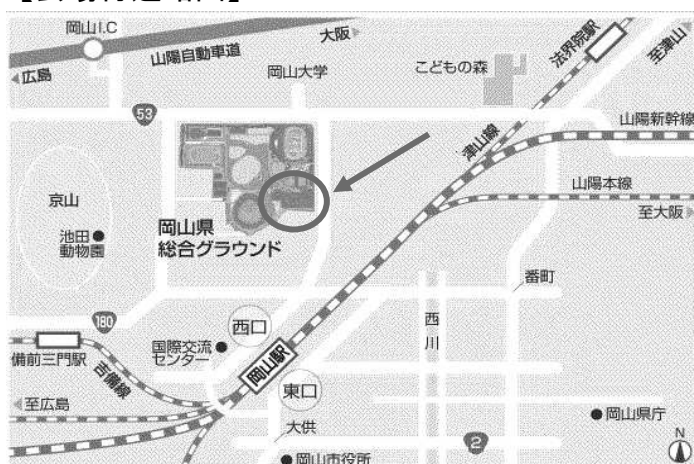 岡山I.C
大阪
山陽自動車道
広島
岡山大学
こどもの森
法界院駅
至津山
53
津山線
山陽新幹線
山陽本線
至大阪
京山
池田
動物園
岡山県
総合グラウンド
番町
180
西口
西川
国際交流
センター
備前三門駅
吉備線
岡山駅
東口
至広島
大供
岡山県庁
2
岡山市役所
N